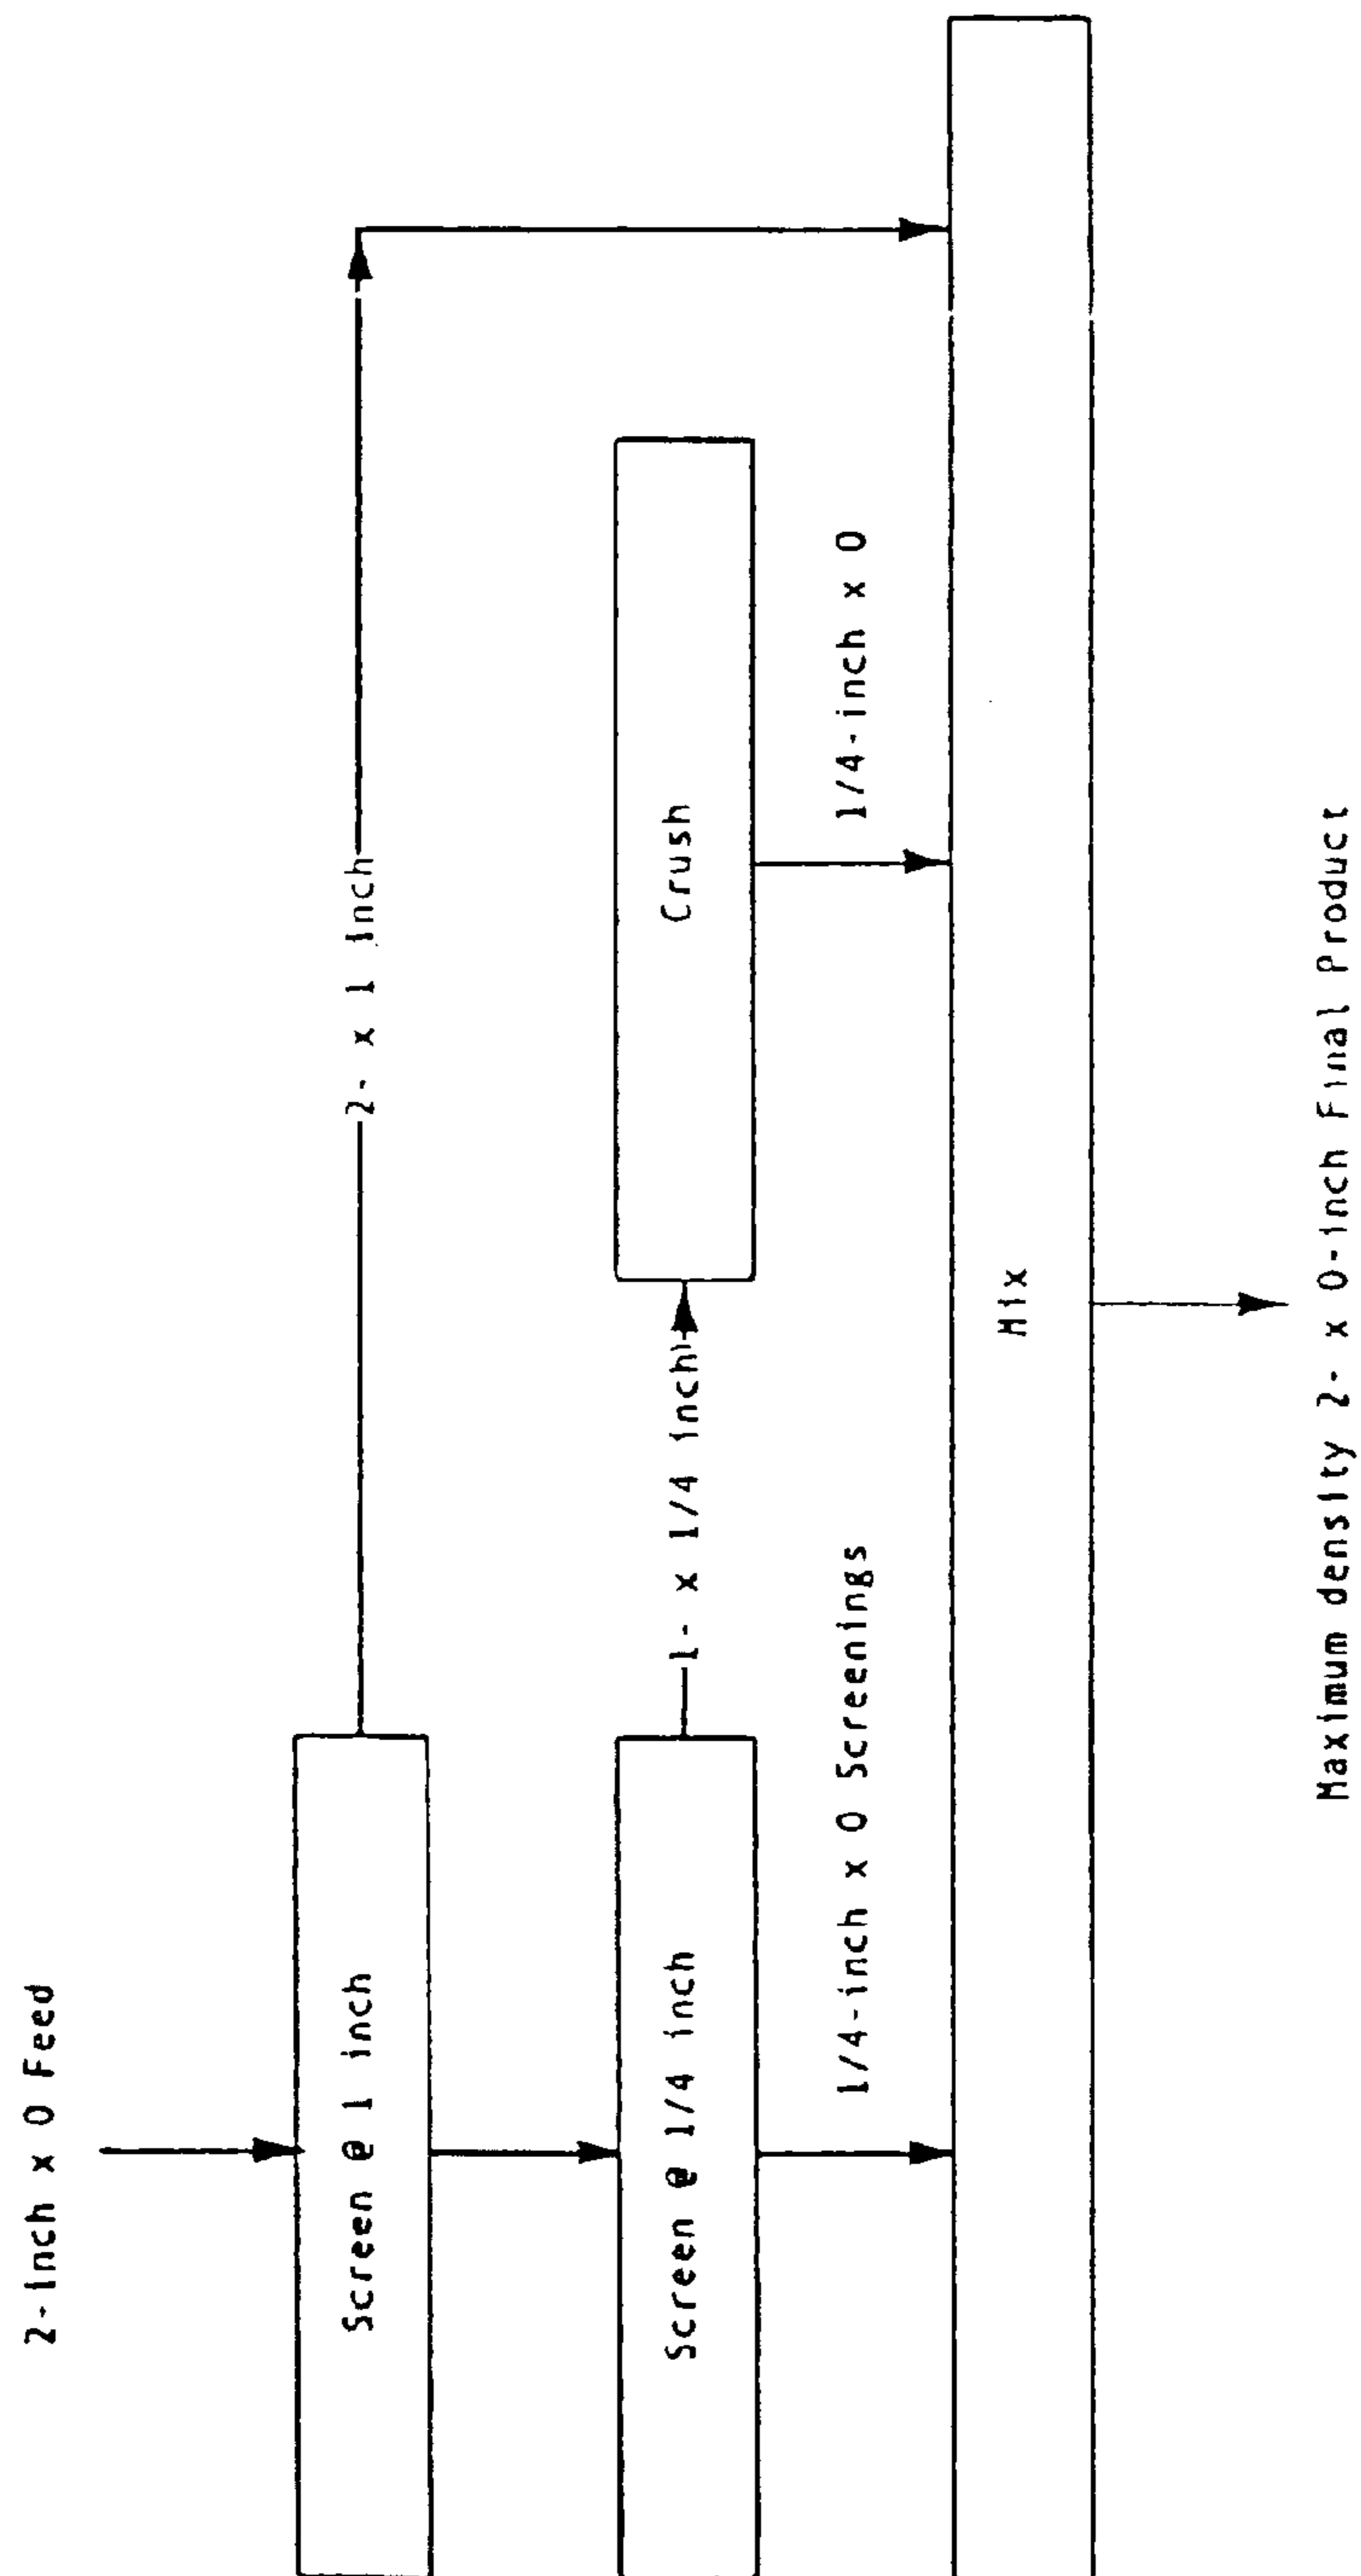 2-inch x 0 Feed
Screen @ 1 inch
2- x 1 inch
Screen @ 1/4 inch
1- x 1/4 inch
Crush
1/4-inch x 0 Screenings
1/4-inch x 0
Mix
Maximum density 2- x 0-inch Final Product